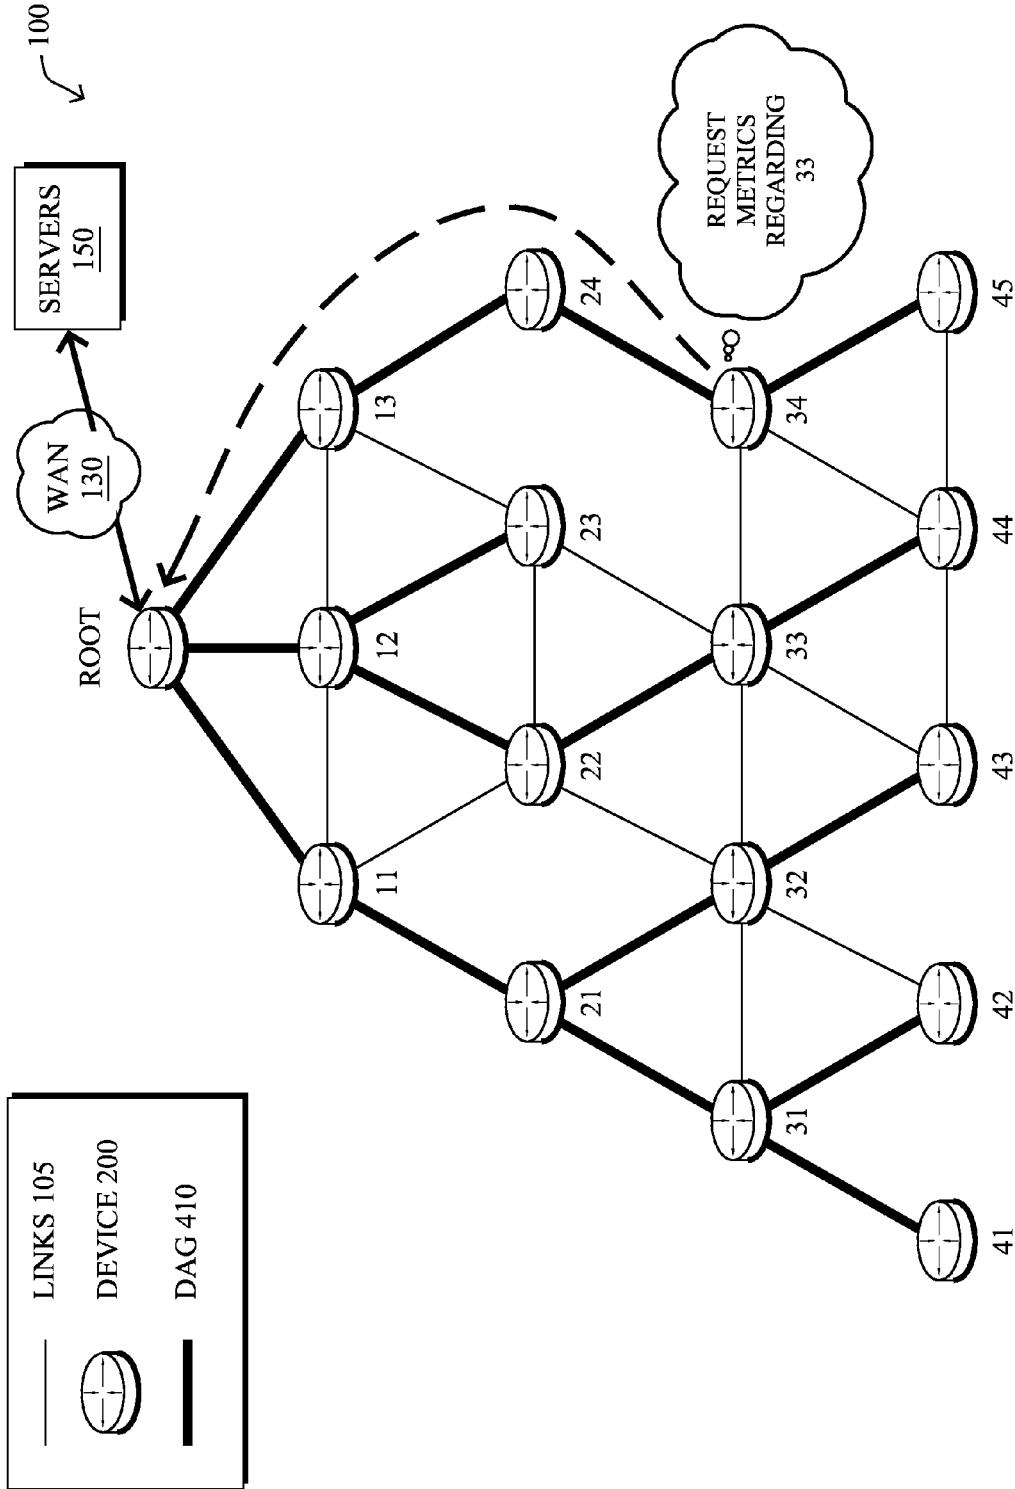 100
SERVERS
150
WAN
130
ROOT
LINKS 105
DEVICE 200
DAG 410
11
12
13
21
22
23
24
REQUEST
METRICS
REGARDING
33
31
32
33
34
41
42
43
44
45